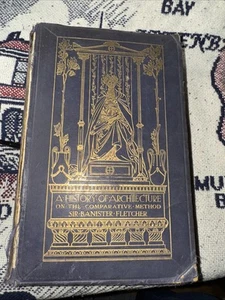 BAY
A·HISTORY·OF·ARCHITECTURE
ON·THE·COMPARATIVE·METHOD
SIR·BANISTER·FLETCHER